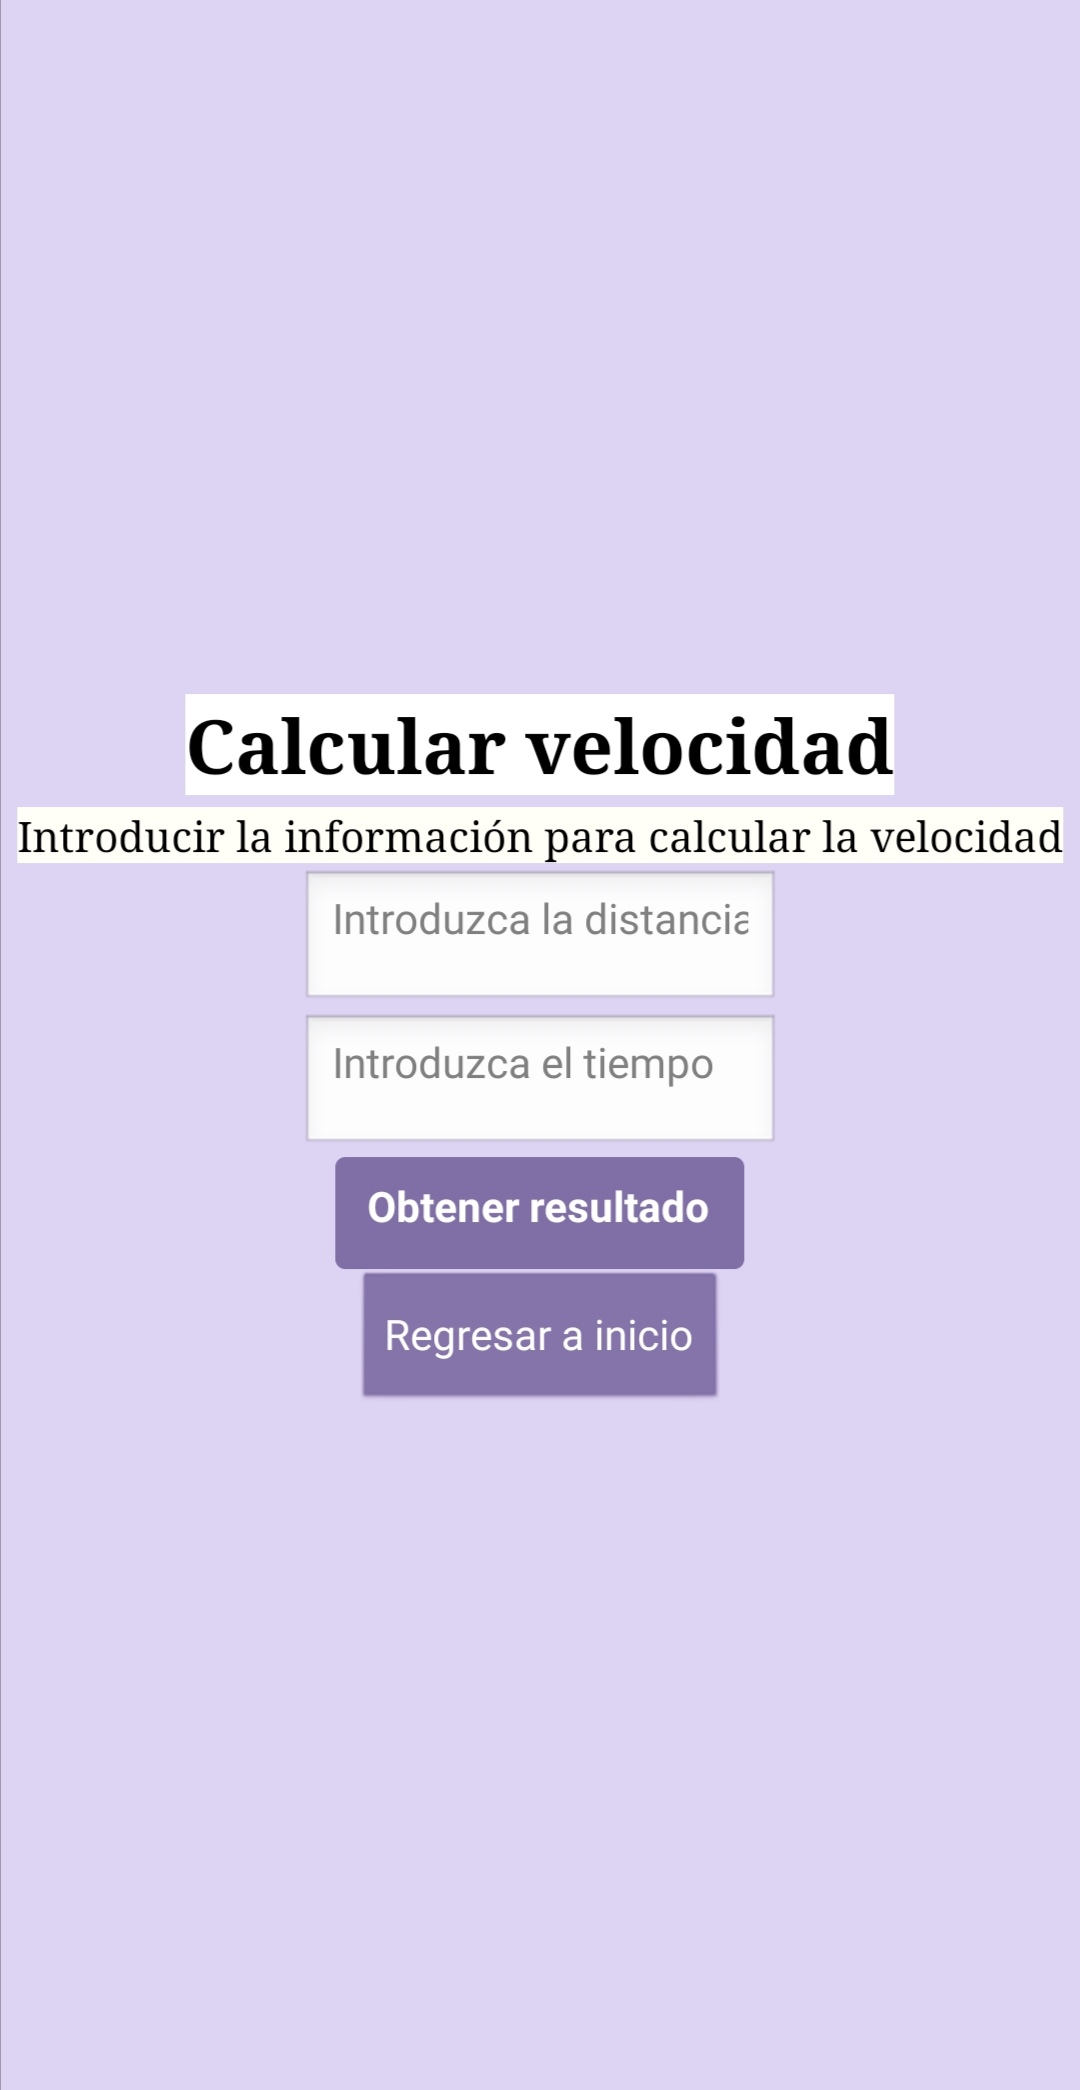 Calcular velocidad
Introducir la información para calcular la velocidad
Introduzca la distancia
Introduzca el tiempo
Obtener resultado
Regresar a inicio